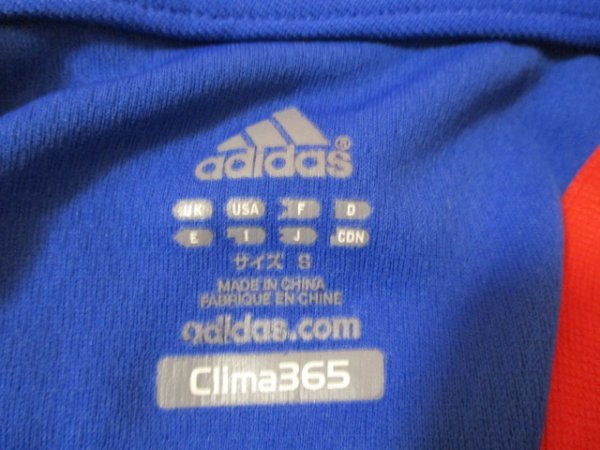 adidas®
UK USA F D
E I J CDN
サイズ S
MADE IN CHINA
FABRIQUE EN CHINE
adidas.com
Clima365